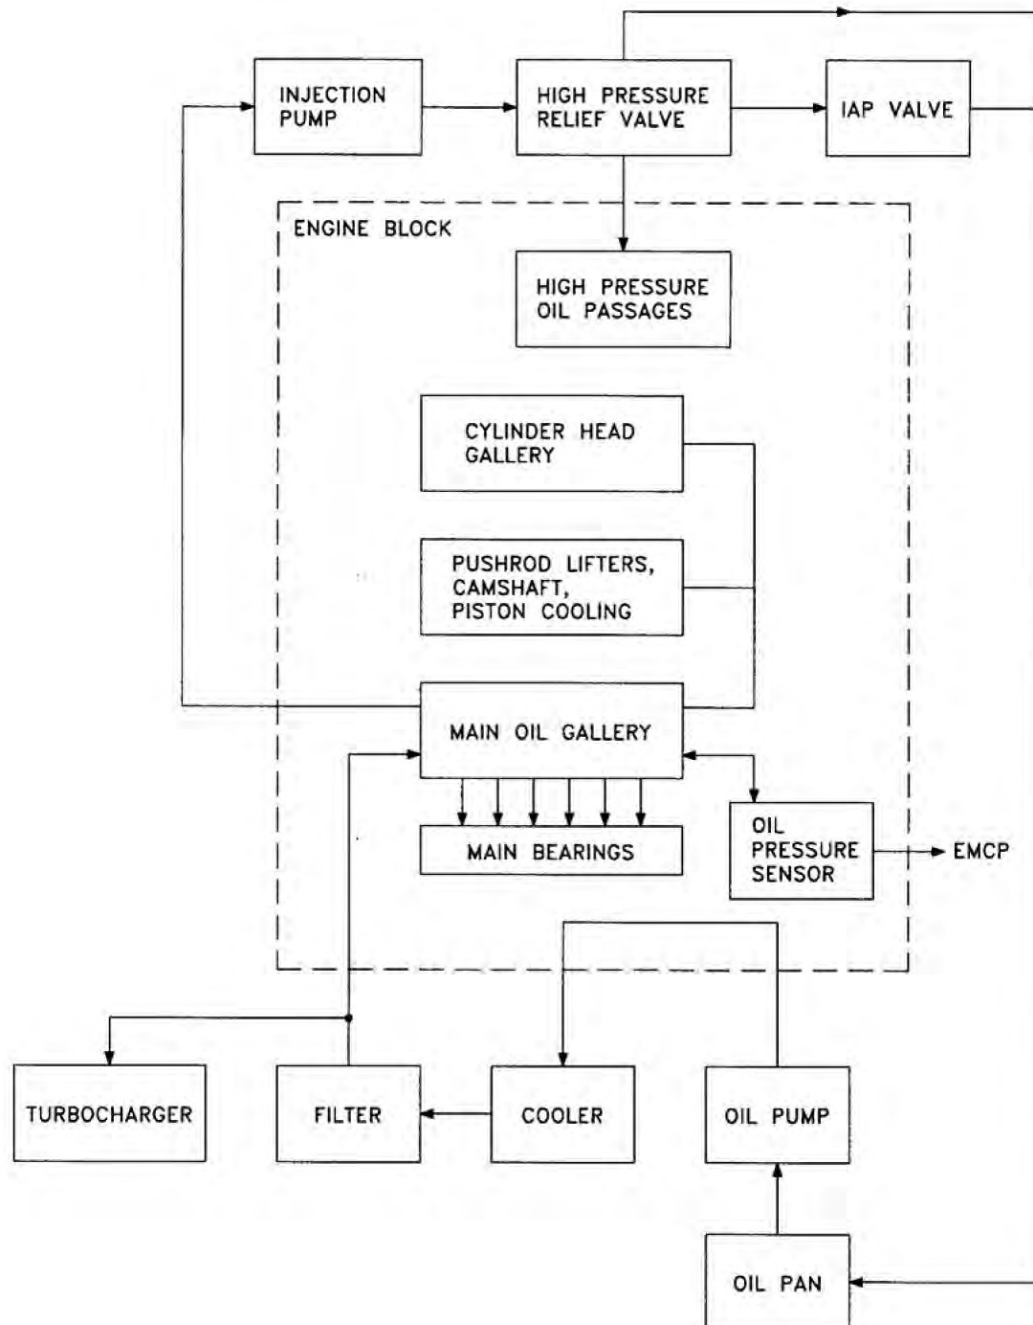 INJECTION
PUMP
HIGH PRESSURE
RELIEF VALVE
IAP VALVE
ENGINE BLOCK
HIGH PRESSURE
OIL PASSAGES
CYLINDER HEAD
GALLERY
PUSHROD LIFTERS,
CAMSHAFT,
PISTON COOLING
MAIN OIL GALLERY
MAIN BEARINGS
OIL
PRESSURE
SENSOR
EMCP
TURBOCHARGER
FILTER
COOLER
OIL PUMP
OIL PAN